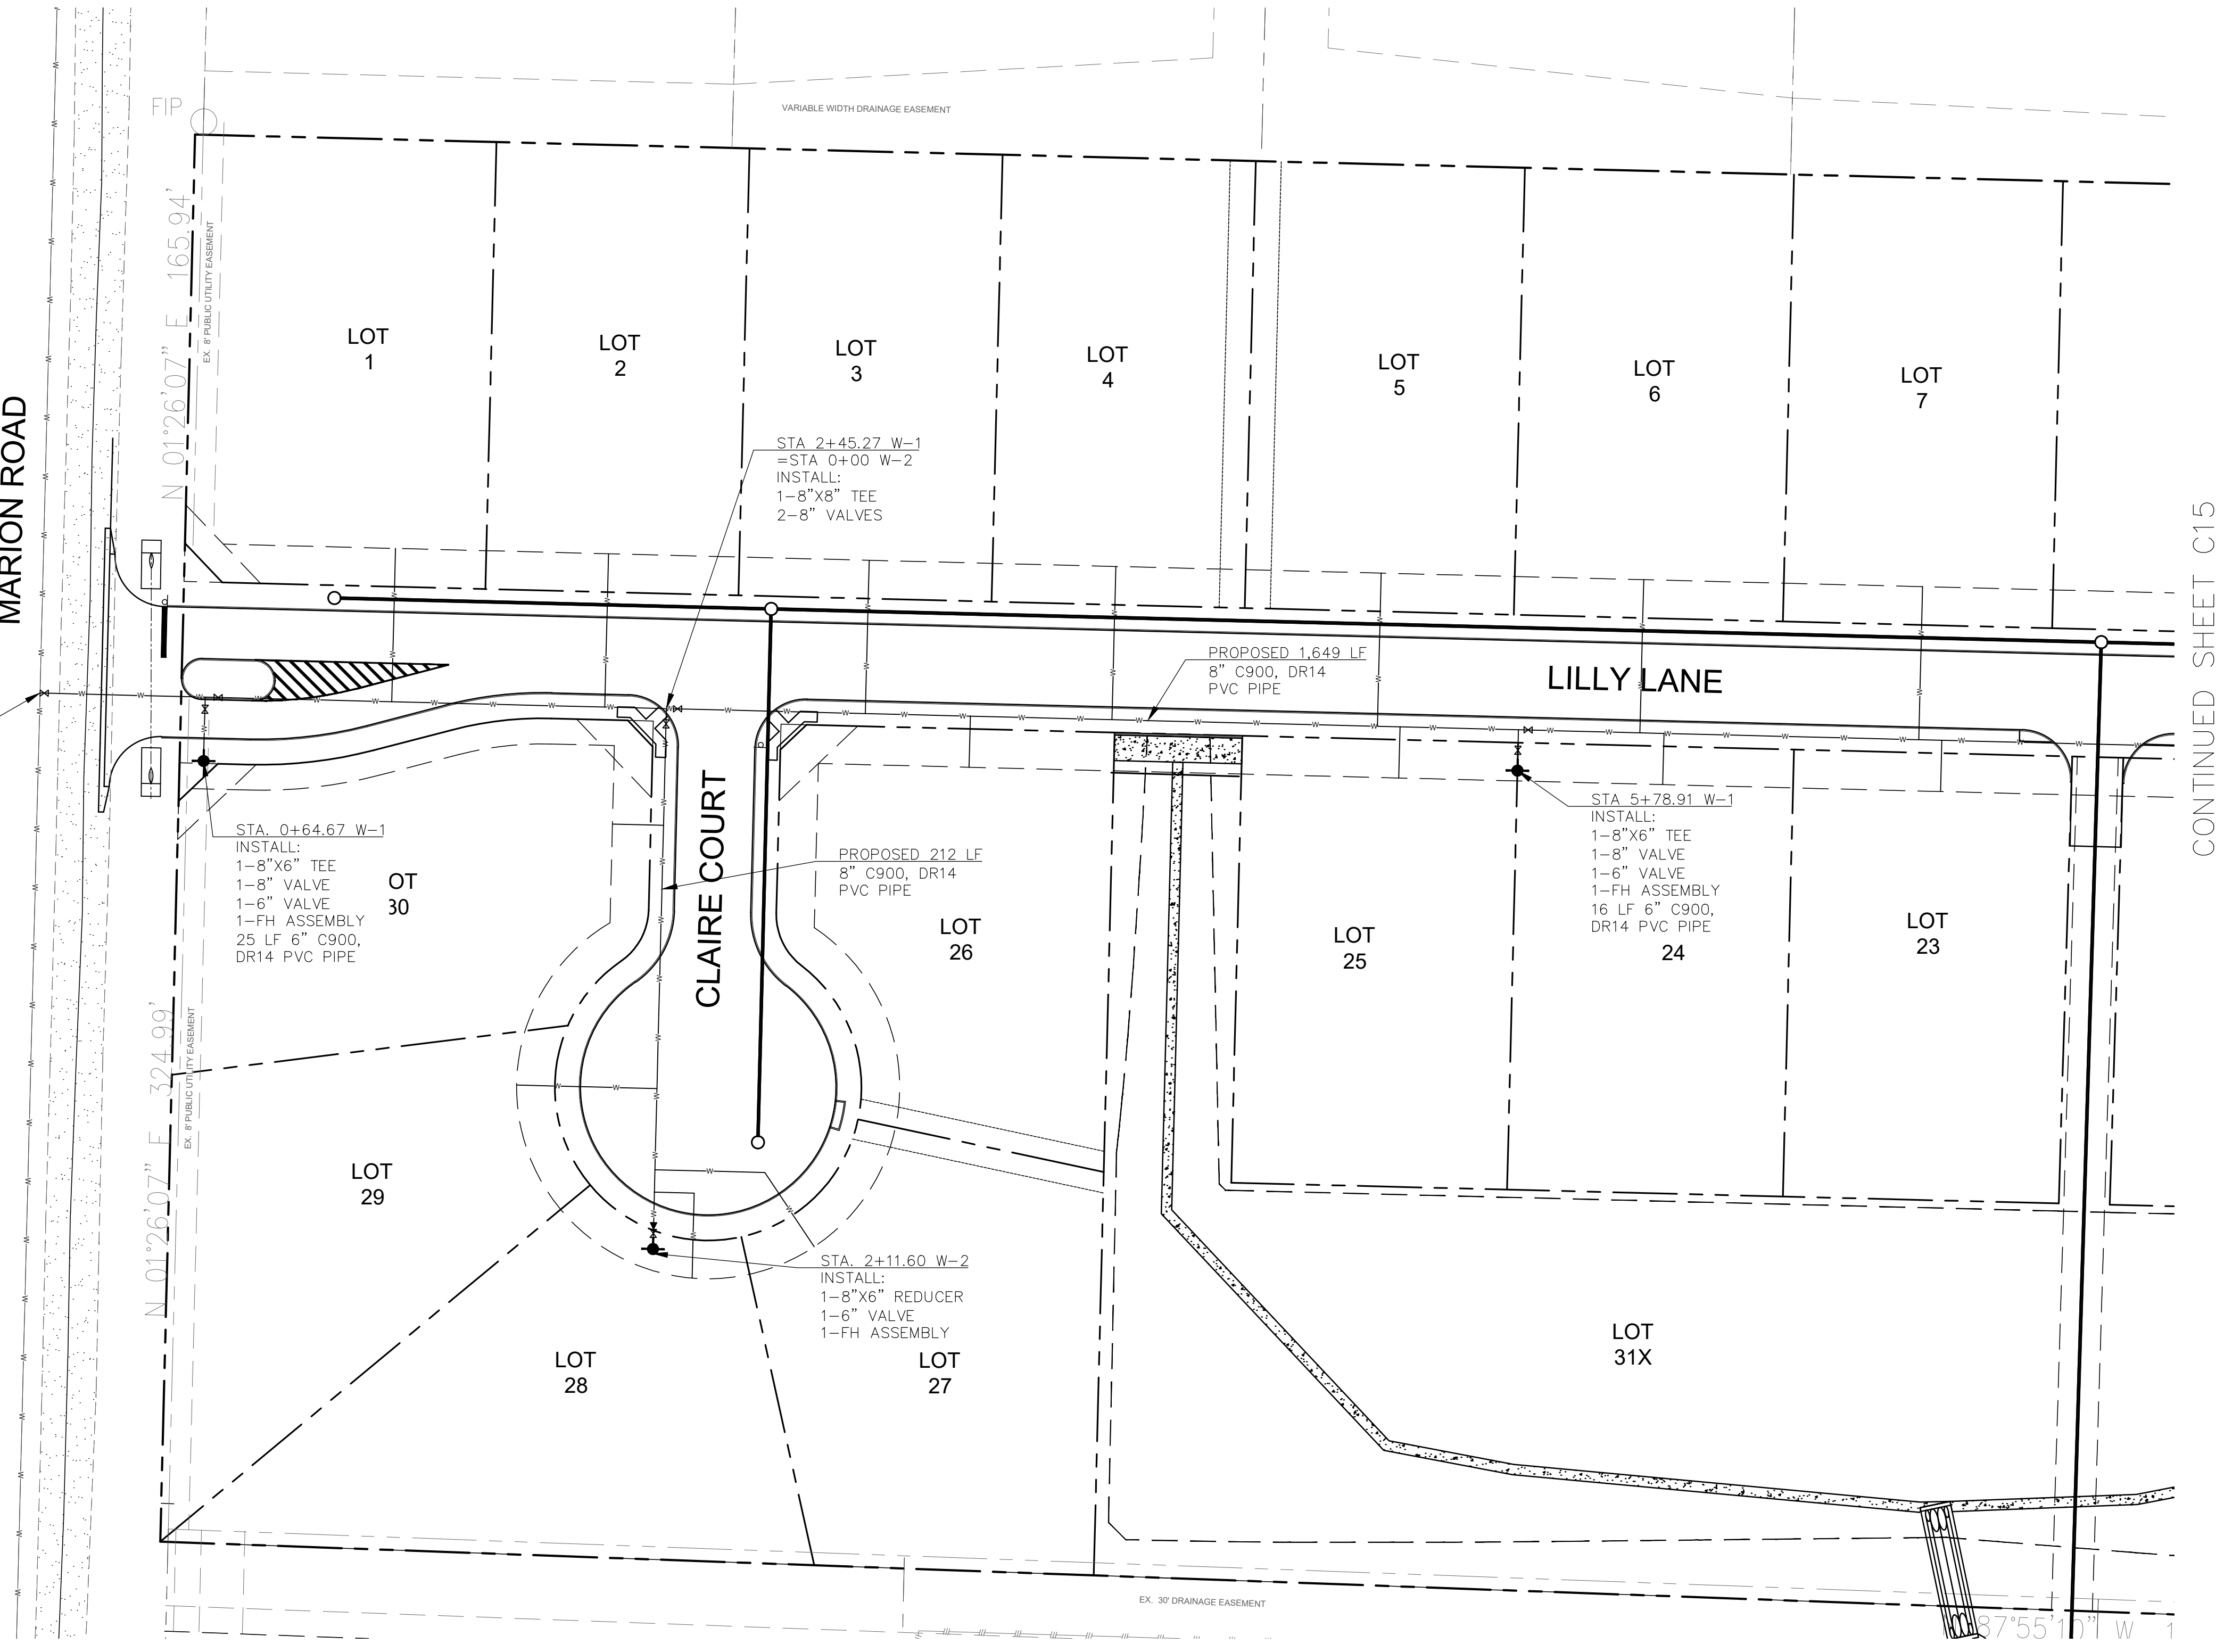 FIP
VARIABLE WIDTH DRAINAGE EASEMENT
N 01°26'07" E 165.94'
EX. 8' PUBLIC UTILITY EASEMENT
MARION ROAD
LOT
1
LOT
2
LOT
3
LOT
4
LOT
5
LOT
6
LOT
7
STA 2+45.27 W-1
=STA 0+00 W-2
INSTALL:
1-8"X8" TEE
2-8" VALVES
PROPOSED 1,649 LF
8" C900, DR14
PVC PIPE
LILLY LANE
CONTINUED SHEET C15
STA. 0+64.67 W-1
INSTALL:
1-8"X6" TEE
1-8" VALVE
1-6" VALVE
1-FH ASSEMBLY
25 LF 6" C900,
DR14 PVC PIPE
OT
30
CLAIRE COURT
PROPOSED 212 LF
8" C900, DR14
PVC PIPE
LOT
26
LOT
25
STA 5+78.91 W-1
INSTALL:
1-8"X6" TEE
1-8" VALVE
1-6" VALVE
1-FH ASSEMBLY
16 LF 6" C900,
DR14 PVC PIPE
24
LOT
23
N 01°26'07" E 324.99'
EX. 8' PUBLIC UTILITY EASEMENT
LOT
29
STA. 2+11.60 W-2
INSTALL:
1-8"X6" REDUCER
1-6" VALVE
1-FH ASSEMBLY
LOT
28
LOT
27
LOT
31X
EX. 30' DRAINAGE EASEMENT
87°55'10" W 1